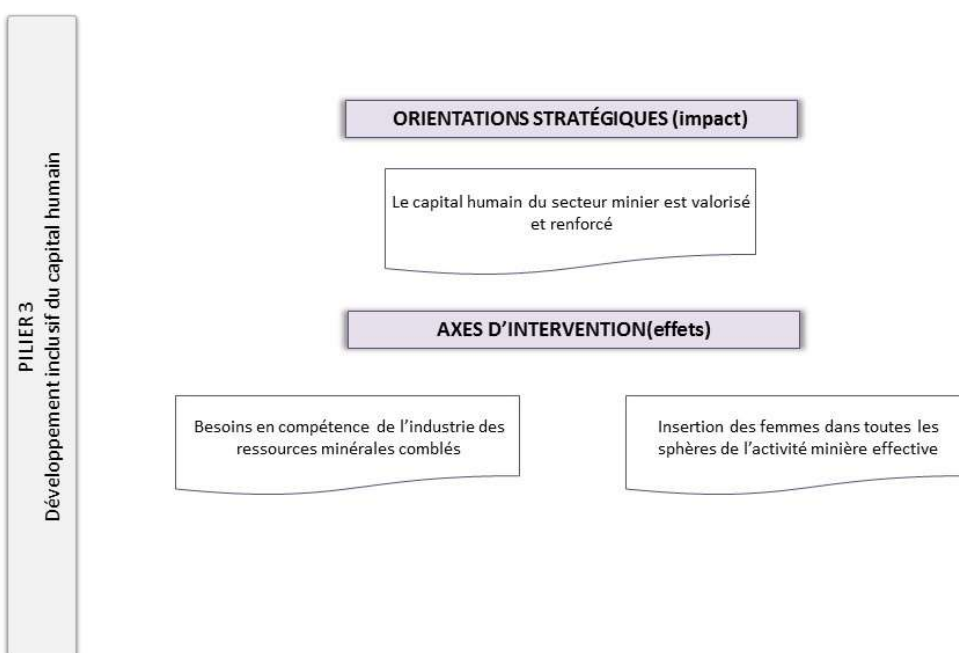 PILIER 3
Développement inclusif du capital humain
ORIENTATIONS STRATÉGIQUES (impact)
Le capital humain du secteur minier est valorisé
et renforcé
AXES D’INTERVENTION(effets)
Besoins en compétence de l’industrie des
ressources minérales comblés
Insertion des femmes dans toutes les
sphères de l’activité minière effective